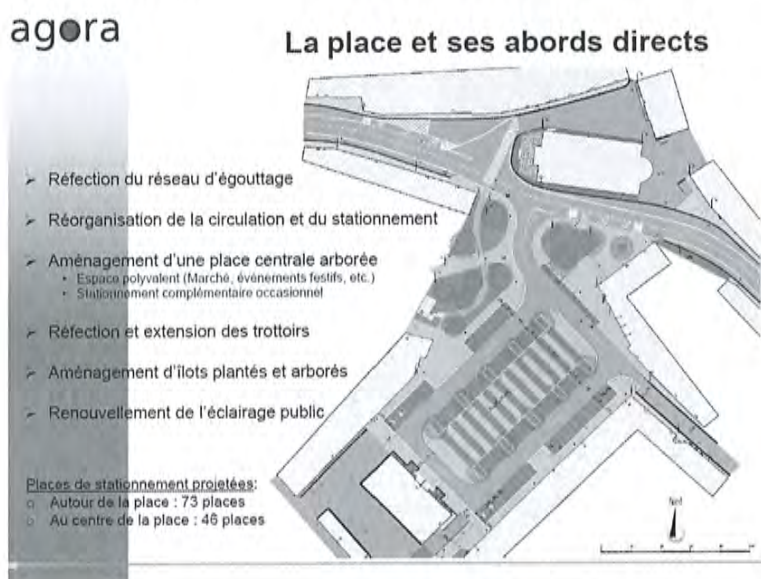 agora
La place et ses abords directs
➢ Réfection du réseau d'égouttage
➢ Réorganisation de la circulation et du stationnement
➢ Aménagement d'une place centrale arborée
• Espace polyvalent (Marché, événements festifs, etc.)
• Stationnement complémentaire occasionnel
➢ Réfection et extension des trottoirs
➢ Aménagement d'îlots plantés et arborés
➢ Renouvellement de l'éclairage public
Places de stationnement projetées:
o Autour de la place : 73 places
o Au centre de la place : 46 places
Nord